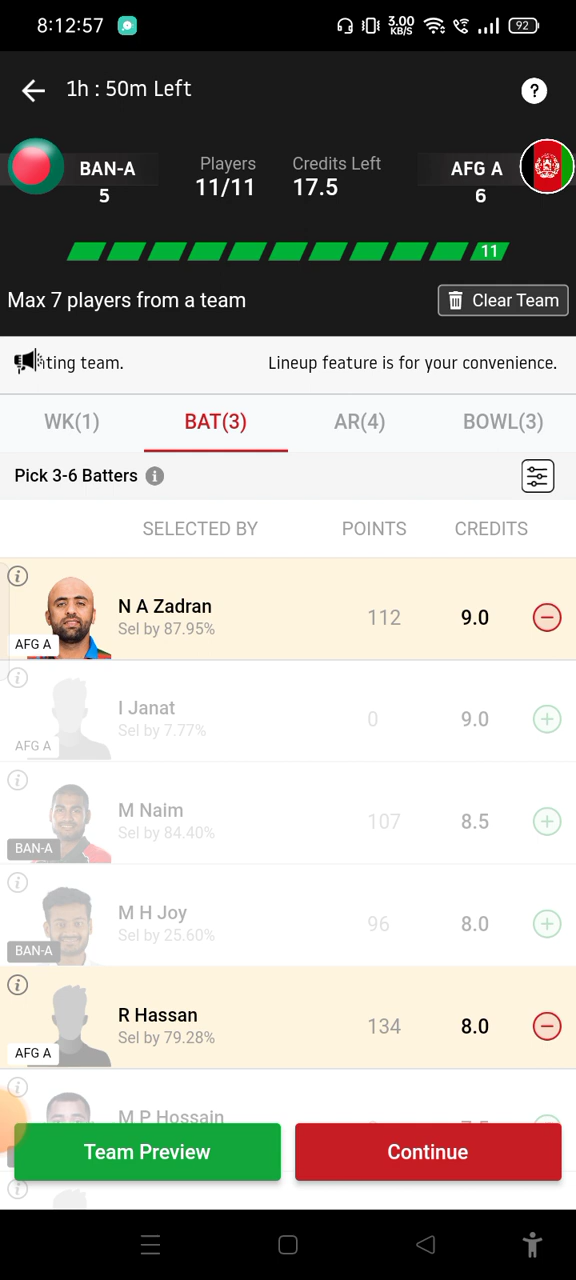 8:12:57 3.00 KB/S 92
1h : 50m Left ?
BAN-A Players Credits Left AFG A
5 11/11 17.5 6
11
Max 7 players from a team Clear Team
ting team. Lineup feature is for your convenience.
WK(1) BAT(3) AR(4) BOWL(3)
Pick 3-6 Batters i
SELECTED BY POINTS CREDITS
i
N A Zadran 112 9.0
Sel by 87.95%
AFG A
i
I Janat 0 9.0
Sel by 7.77%
AFG A
i
M Naim 107 8.5
Sel by 84.40%
BAN-A
i
M H Joy 96 8.0
Sel by 25.60%
BAN-A
i
R Hassan 134 8.0
Sel by 79.28%
AFG A
i
M P Hossain
Team Preview Continue
i